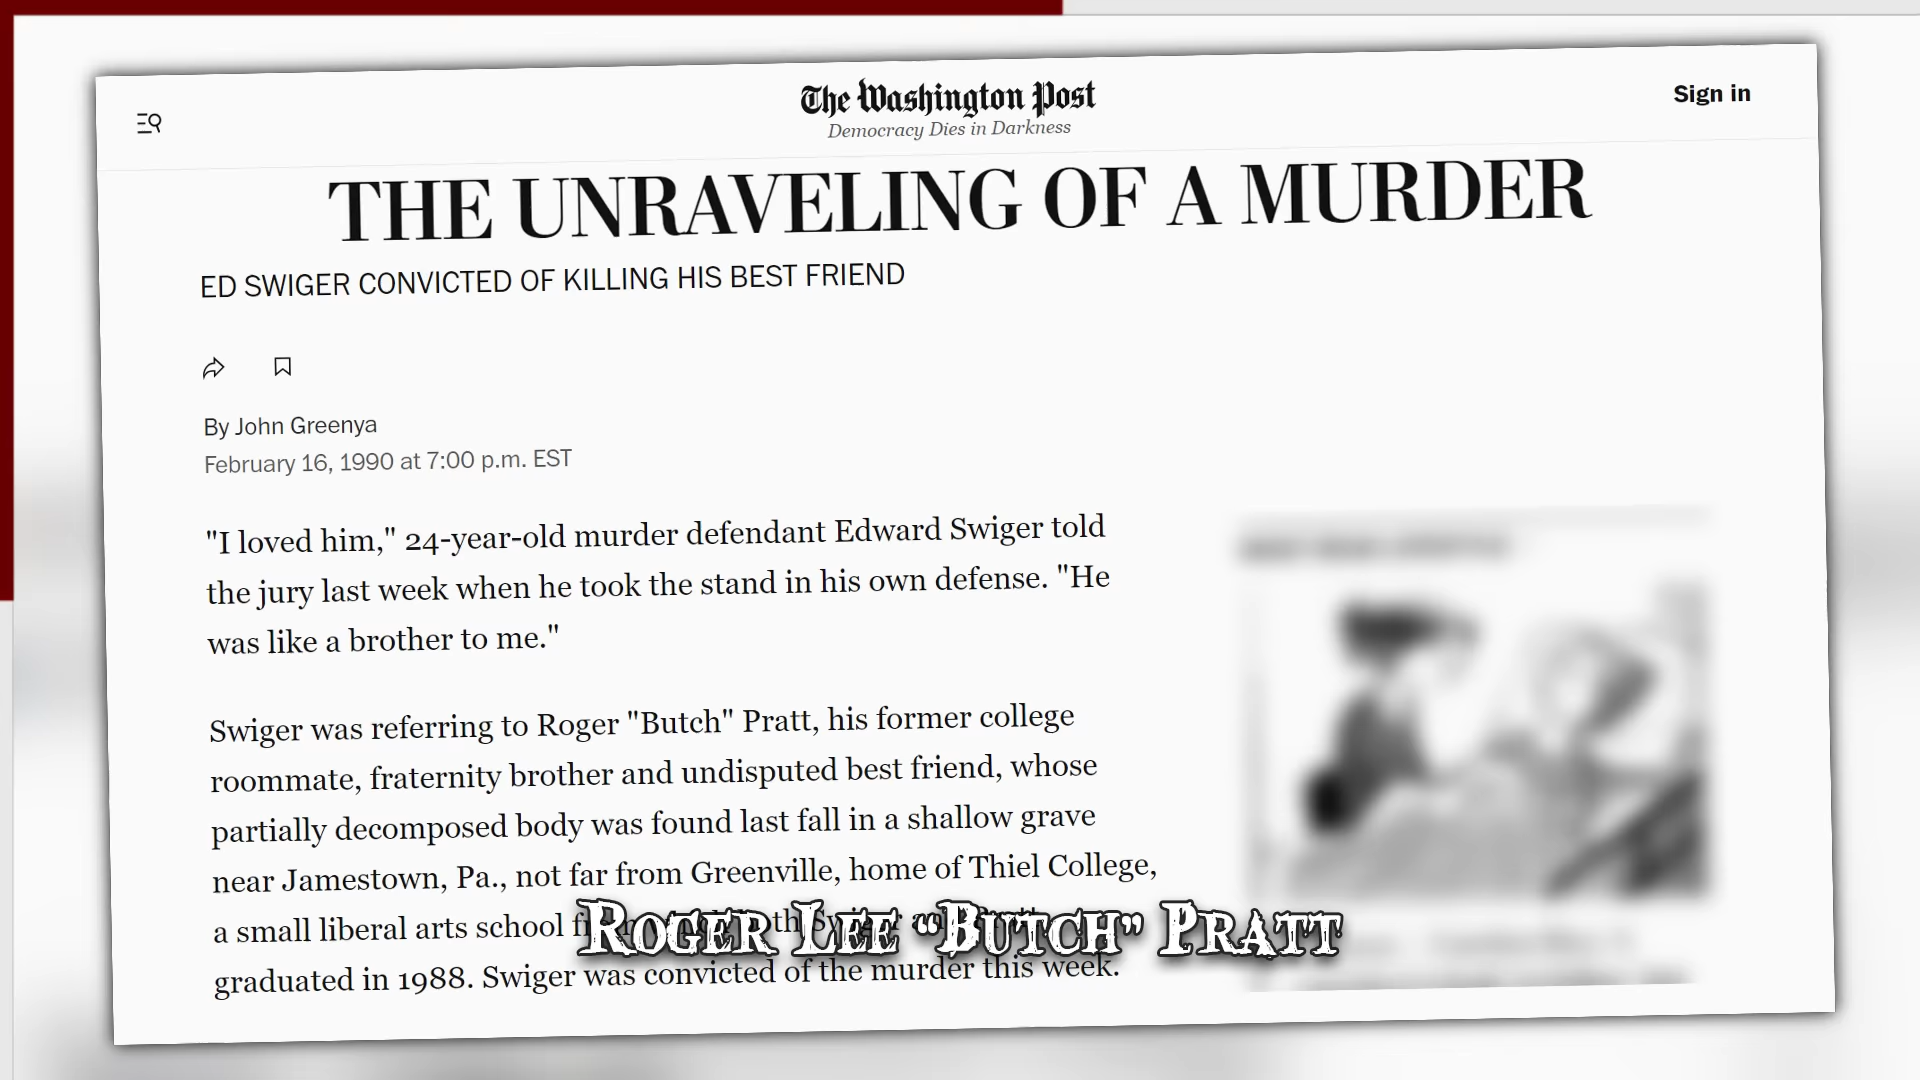 The Washington Post
Democracy Dies in Darkness
Sign in
THE UNRAVELING OF A MURDER
ED SWIGER CONVICTED OF KILLING HIS BEST FRIEND
By John Greenya
February 16, 1990 at 7:00 p.m. EST
"I loved him," 24-year-old murder defendant Edward Swiger told
the jury last week when he took the stand in his own defense. "He
was like a brother to me."
Swiger was referring to Roger "Butch" Pratt, his former college
roommate, fraternity brother and undisputed best friend, whose
partially decomposed body was found last fall in a shallow grave
near Jamestown, Pa., not far from Greenville, home of Thiel College,
a small liberal arts school
graduated in 1988. Swiger was convicted of the murder this week.
Roger Lee “Butch” Pratt